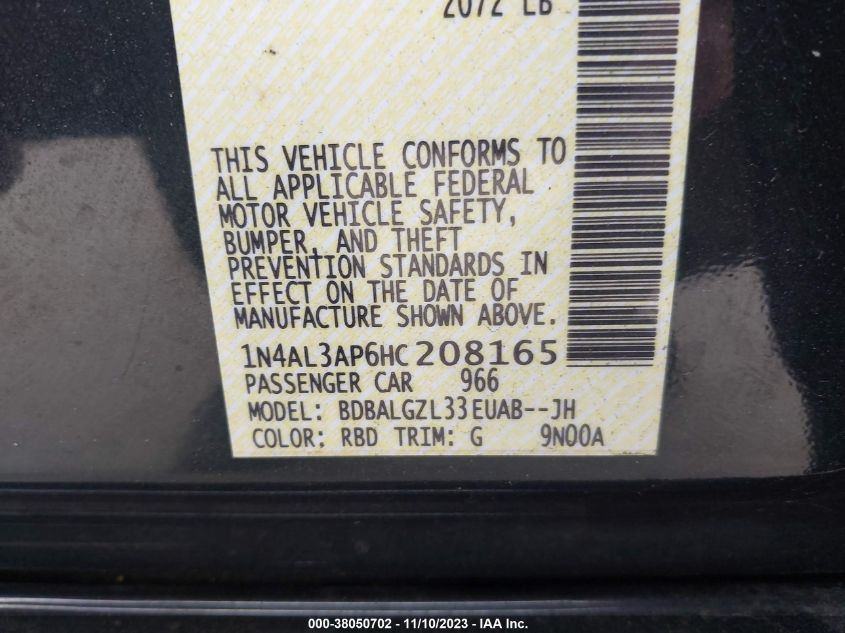 2072 LB
THIS VEHICLE CONFORMS TO
ALL APPLICABLE FEDERAL
MOTOR VEHICLE SAFETY,
BUMPER, AND THEFT
PREVENTION STANDARDS IN
EFFECT ON THE DATE OF
MANUFACTURE SHOWN ABOVE.
1N4AL3AP6HC208165
PASSENGER CAR 966
MODEL: BDBALGZL33EUAB--JH
COLOR: RBD TRIM: G 9N00A
000-38050702 - 11/10/2023 - IAA Inc.